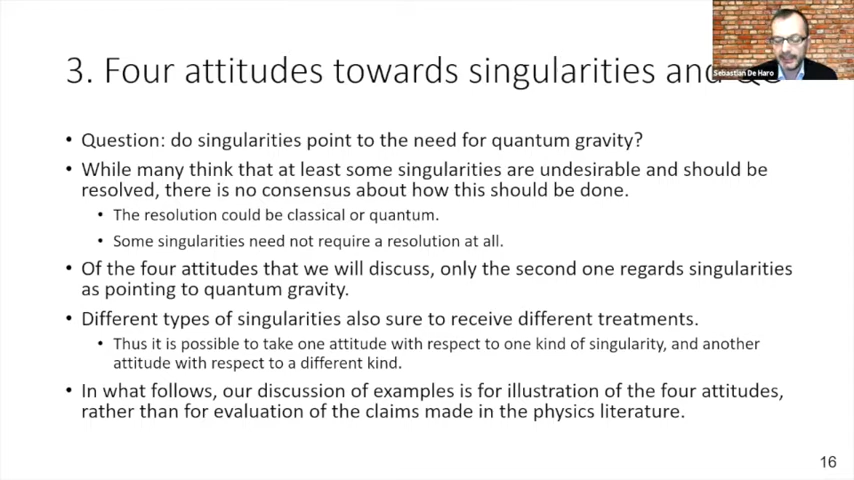 3. Four attitudes towards singularities and
Sebastian De Haro
• Question: do singularities point to the need for quantum gravity?
• While many think that at least some singularities are undesirable and should be
resolved, there is no consensus about how this should be done.
• The resolution could be classical or quantum.
• Some singularities need not require a resolution at all.
• Of the four attitudes that we will discuss, only the second one regards singularities
as pointing to quantum gravity.
• Different types of singularities also sure to receive different treatments.
• Thus it is possible to take one attitude with respect to one kind of singularity, and another
attitude with respect to a different kind.
• In what follows, our discussion of examples is for illustration of the four attitudes,
rather than for evaluation of the claims made in the physics literature.
16